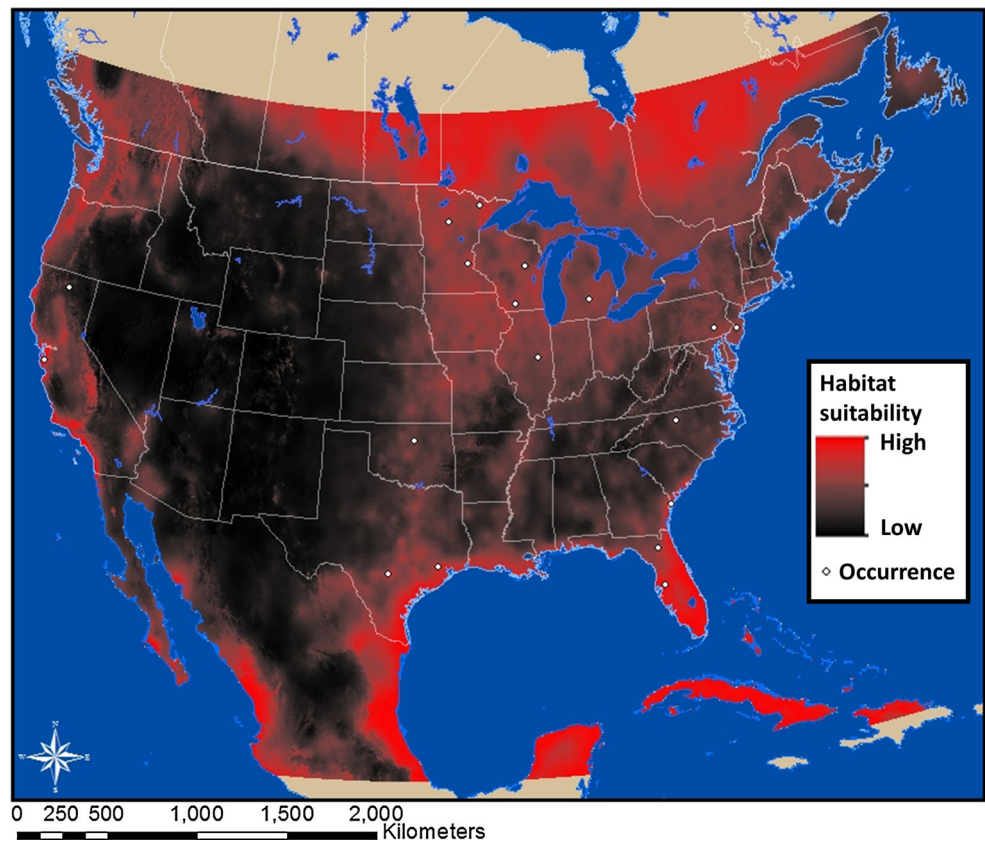 Habitat
suitability
High
Low
Occurrence
N
W
E
S
0 250 500 1,000 1,500 2,000
Kilometers